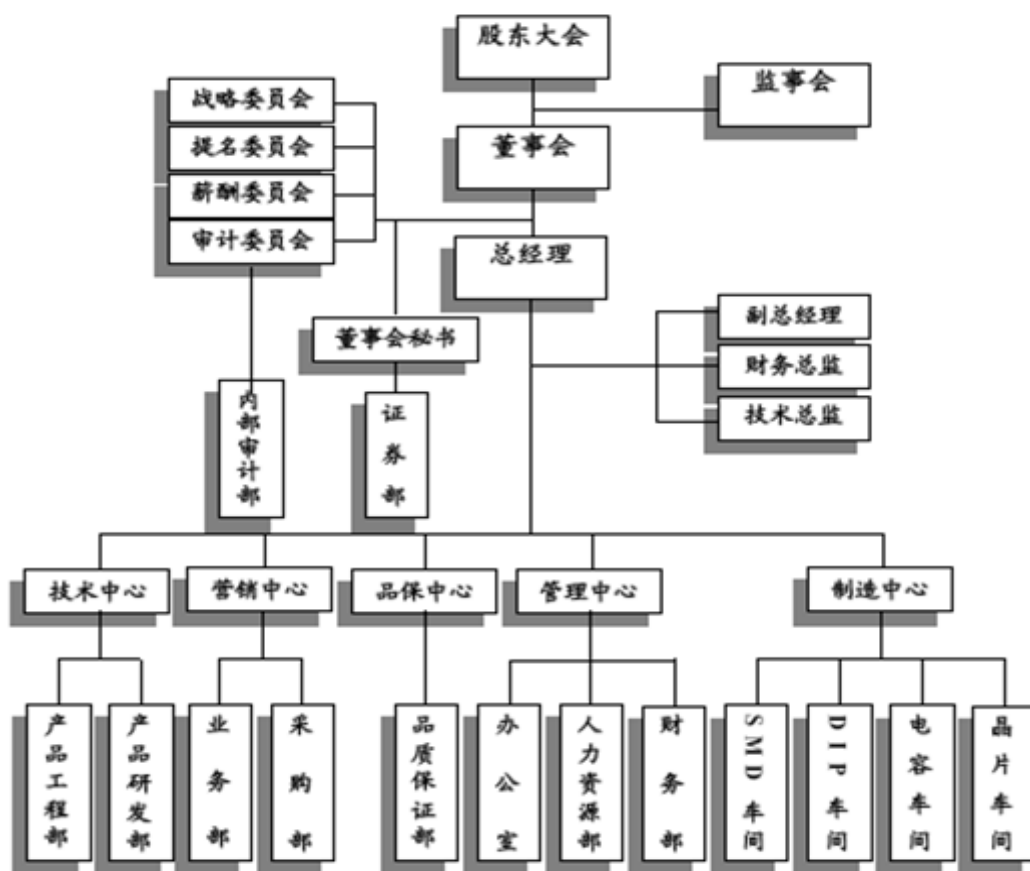 股东大会
监事会
战略委员会
提名委员会
董事会
薪酬委员会
审计委员会
总经理
副总经理
董事会秘书
财务总监
技术总监
内部审计部
证券部
技术中心
营销中心
品保中心
管理中心
制造中心
产品工程部
产品研发部
业务部
采购部
品质保证部
办公室
人力资源部
财务部
SMD车间
DIP车间
电容车间
晶片车间